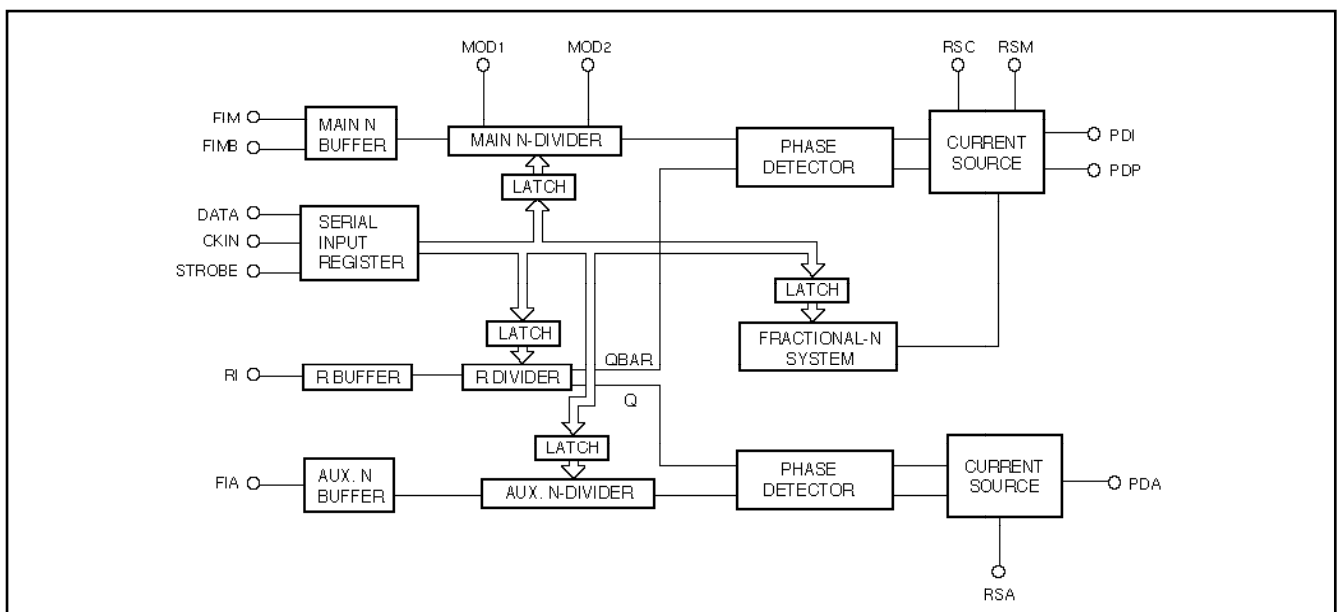 MOD1
MOD2
RSC
RSM
FIM
FIMB
MAIN N
BUFFER
MAIN N-DIVIDER
PHASE
DETECTOR
CURRENT
SOURCE
PDI
PDP
LATCH
DATA
CKIN
STROBE
SERIAL
INPUT
REGISTER
LATCH
LATCH
FRACTIONAL-N
SYSTEM
RI
R BUFFER
R DIVIDER
QBAR
Q
LATCH
FIA
AUX. N
BUFFER
AUX. N-DIVIDER
PHASE
DETECTOR
CURRENT
SOURCE
PDA
RSA